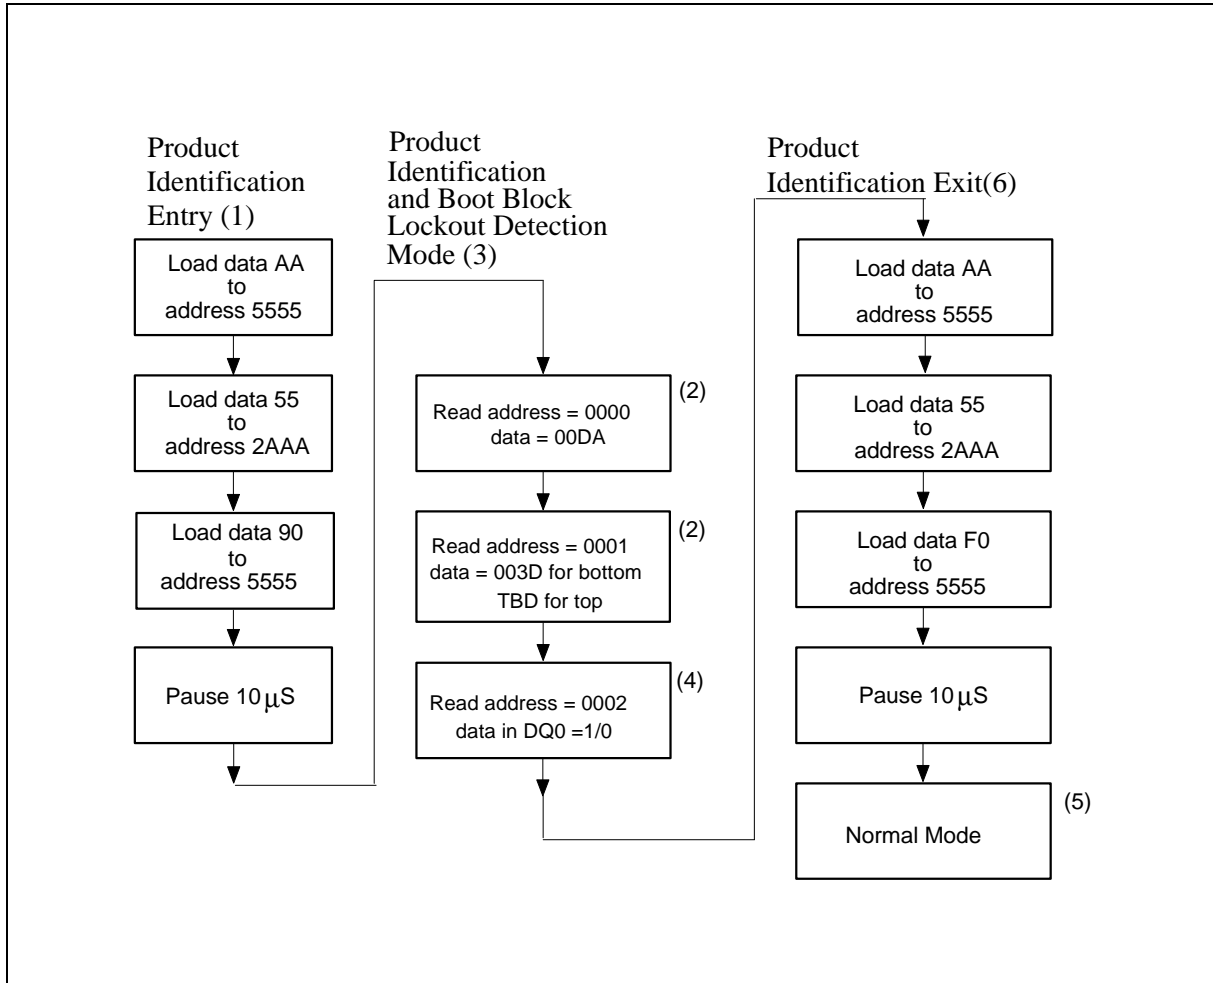 Product
Identification
Entry (1)
Load data AA
to
address 5555
Load data 55
to
address 2AAA
Load data 90
to
address 5555
Pause 10 μS
Product
Identification
and Boot Block
Lockout Detection
Mode (3)
(2)
Read address = 0000
data = 00DA
(2)
Read address = 0001
data = 003D for bottom
TBD for top
(4)
Read address = 0002
data in DQ0 =1/0
Product
Identification Exit(6)
Load data AA
to
address 5555
Load data 55
to
address 2AAA
Load data F0
to
address 5555
Pause 10 μS
(5)
Normal Mode